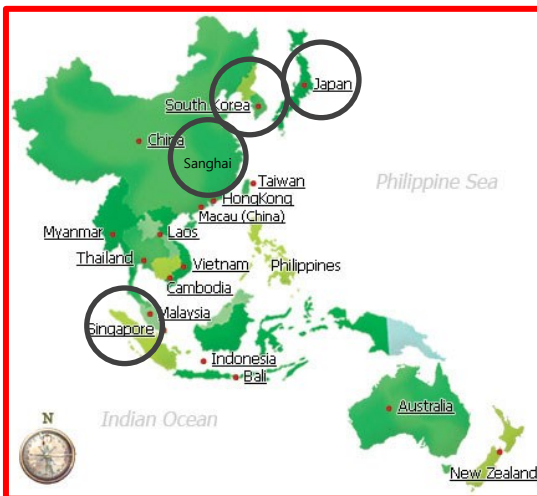 Japan
South Korea
China
Sanghai
Taiwan
Philippine Sea
HongKong
Macau (China)
Myanmar
Laos
Thailand
Vietnam
Philippines
Cambodia
Malaysia
Singapore
Indonesia
Bali
Australia
N
Indian Ocean
New Zealand